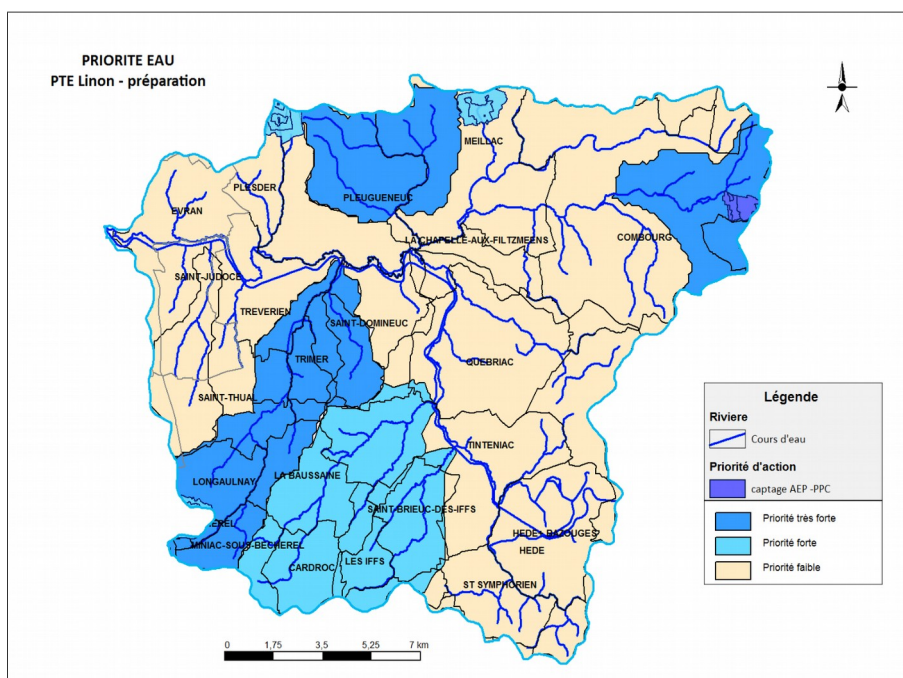 PRIORITE EAU
PTE Linon - préparation
MEILLAC
PLESDER
PLEUGUENEUC
EVRAN
LA CHAPELLE-AUX-FILTZMEENS
COMBOURG
SAINT-JUDOCE
TREVERIEN
SAINT-DOMINEUC
TRIMER
QUEBRIAC
SAINT-THUAL
TINTENIAC
LONGAULNAY
LA BAUSSAINE
SAINT-BRIEUC-DES-IFFS
EREL
HEDE- BAZOUGES
MINIAC-SOUS-BECHEREL
HEDE
CARDROC
LES IFFS
ST SYMPHORIEN
Légende
Riviere
Cours d'eau
Priorité d'action
captage AEP -PPC
Priorité très forte
Priorité forte
Priorité faible
0 1,75 3,5 5,25 7 km